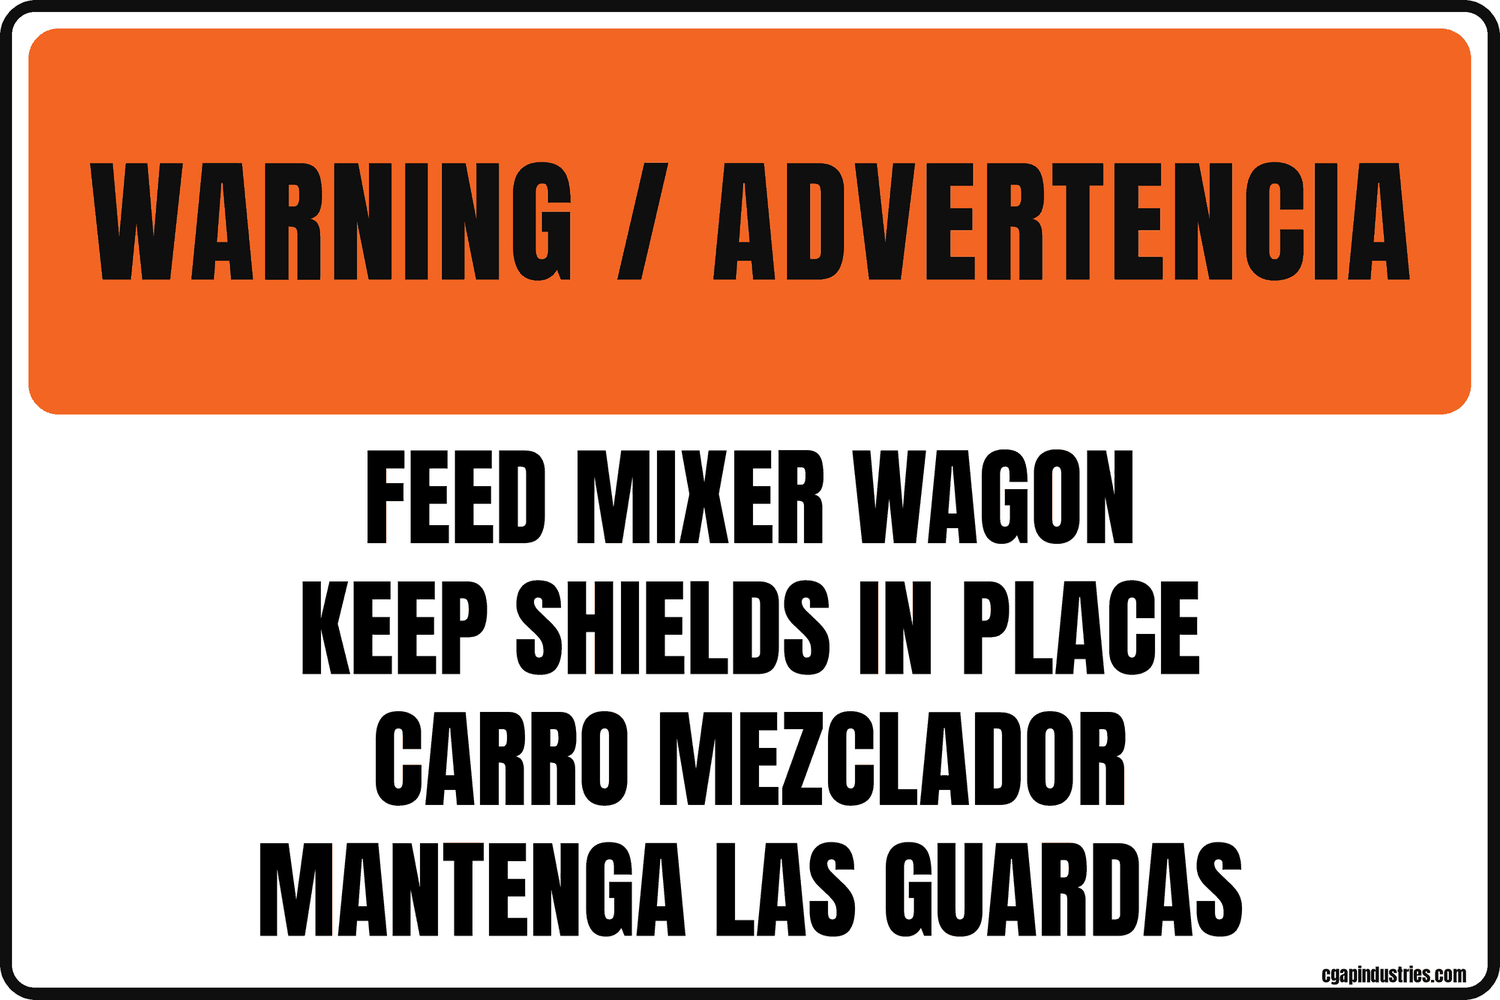 WARNING / ADVERTENCIA
FEED MIXER WAGON
KEEP SHIELDS IN PLACE
CARRO MEZCLADOR
MANTENGA LAS GUARDAS
cgapindustries.com